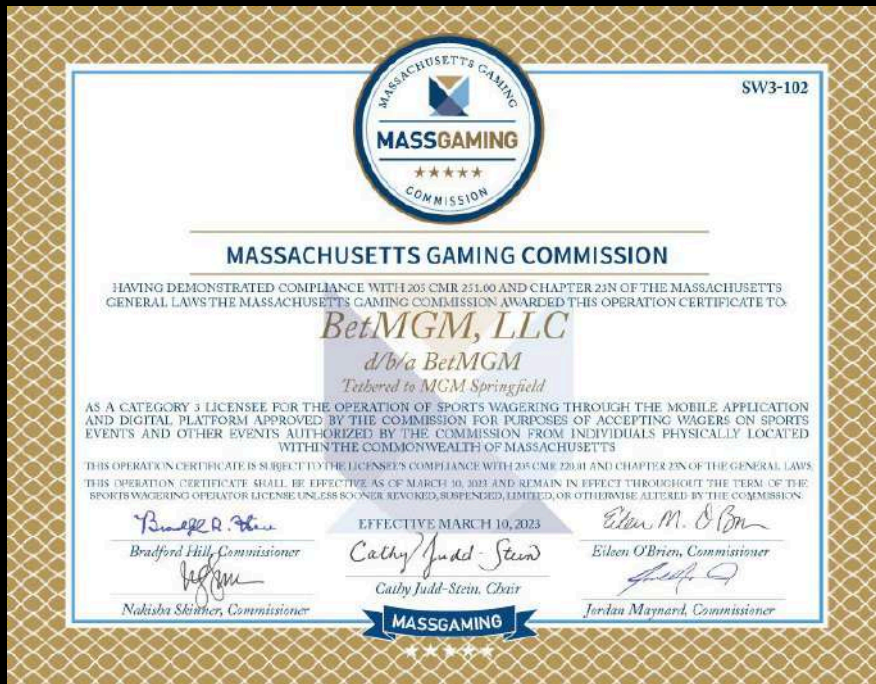 SW3-102
MASSACHUSETTS GAMING
MASSGAMING
COMMISSION
MASSACHUSETTS GAMING COMMISSION
HAVING DEMONSTRATED COMPLIANCE WITH 205 CMR 251.00 AND CHAPTER 23N OF THE MASSACHUSETTS
GENERAL LAWS THE MASSACHUSETTS GAMING COMMISSION AWARDED THIS OPERATION CERTIFICATE TO:
BetMGM, LLC
d/b/a BetMGM
Tethered to MGM Springfield
AS A CATEGORY 3 LICENSEE FOR THE OPERATION OF SPORTS WAGERING THROUGH THE MOBILE APPLICATION
AND DIGITAL PLATFORM APPROVED BY THE COMMISSION FOR PURPOSES OF ACCEPTING WAGERS ON SPORTS
EVENTS AND OTHER EVENTS AUTHORIZED BY THE COMMISSION FROM INDIVIDUALS PHYSICALLY LOCATED
WITHIN THE COMMONWEALTH OF MASSACHUSETTS
THIS OPERATION CERTIFICATE IS SUBJECT TO THE LICENSEE'S COMPLIANCE WITH 205 CMR 220.01 AND CHAPTER 23N OF THE GENERAL LAWS.
THIS OPERATION CERTIFICATE SHALL BE EFFECTIVE AS OF MARCH 10, 2023 AND REMAIN IN EFFECT THROUGHOUT THE TERM OF THE
SPORTS WAGERING OPERATOR LICENSE UNLESS SOONER REVOKED, SUSPENDED, LIMITED, OR OTHERWISE ALTERED BY THE COMMISSION.
EFFECTIVE MARCH 10, 2023
Eileen M. O'Brien
Bradford Hill, Commissioner
Cathy Judd-Stein
Eileen O'Brien, Commissioner
Cathy Judd-Stein, Chair
Nakisha Skinner, Commissioner
Jordan Maynard, Commissioner
MASSGAMING